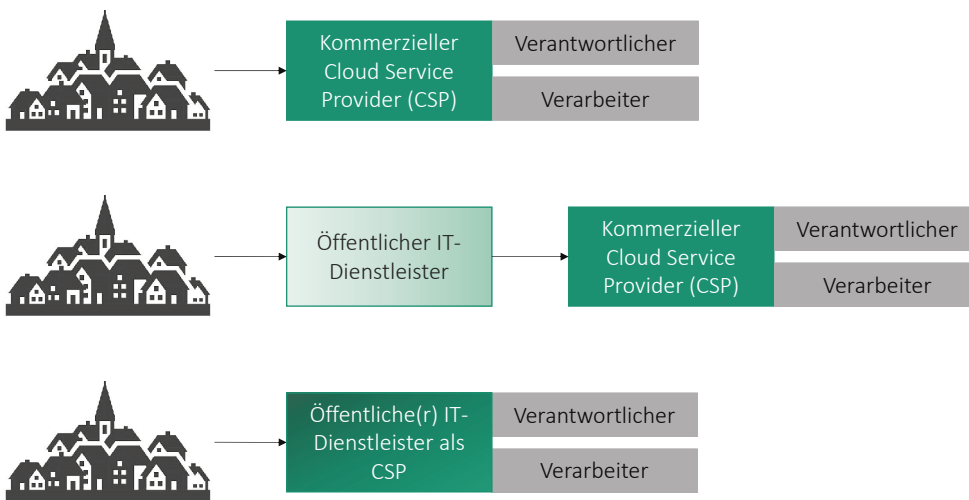 Kommerzieller
Cloud Service
Provider (CSP)
Verantwortlicher
Verarbeiter
Öffentlicher IT-
Dienstleister
Kommerzieller
Cloud Service
Provider (CSP)
Verantwortlicher
Verarbeiter
Öffentliche(r) IT-
Dienstleister als
CSP
Verantwortlicher
Verarbeiter